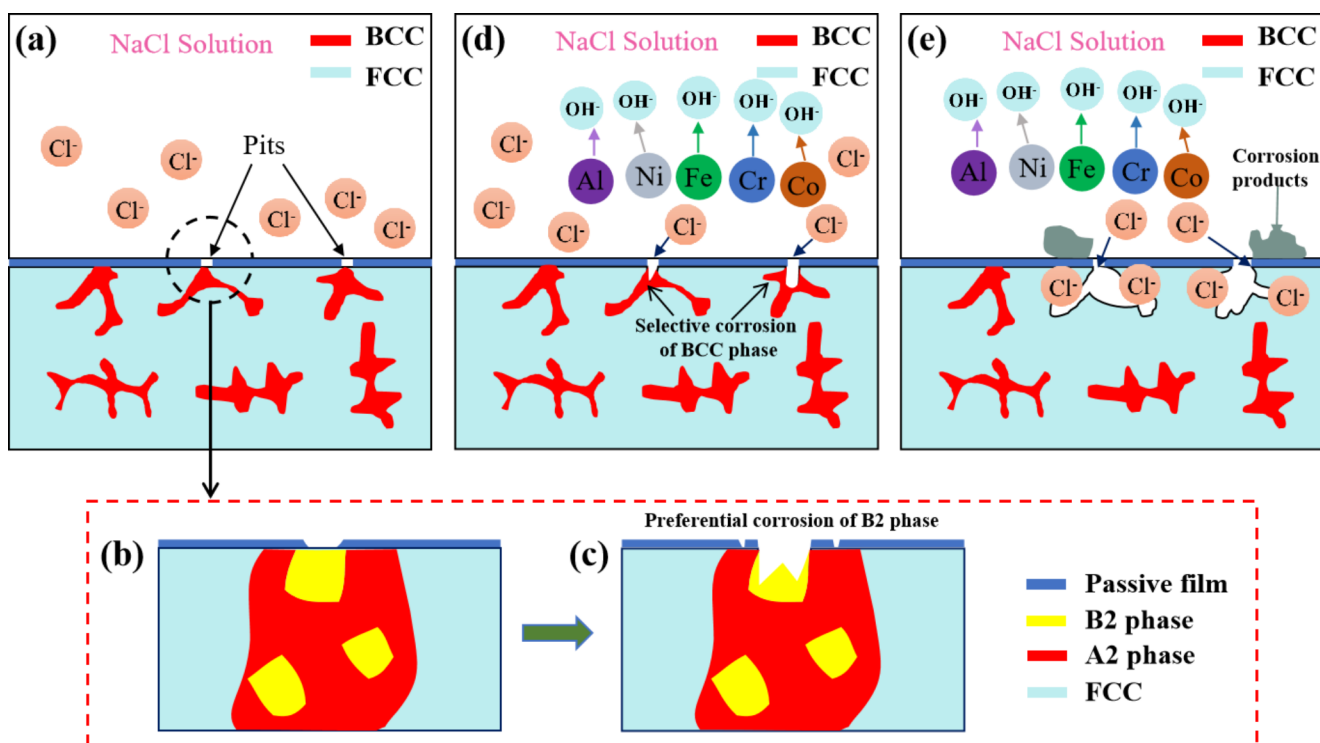 (a)
NaCl Solution
BCC
FCC
Pits
Cl-
Cl-
Cl-
Cl-
Cl-
Cl-
(d)
NaCl Solution
BCC
FCC
OH-
OH-
OH-
OH-
OH-
Al
Ni
Fe
Cr
Co
Cl-
Cl-
Cl-
Cl-
Cl-
Cl-
Selective corrosion
of BCC phase
(e)
NaCl Solution
BCC
FCC
OH-
OH-
OH-
OH-
OH-
Al
Ni
Fe
Cr
Co
Corrosion
products
Cl-
Cl-
Cl-
Cl-
Cl-
Cl-
(b)
(c)
Preferential corrosion of B2 phase
Passive film
B2 phase
A2 phase
FCC